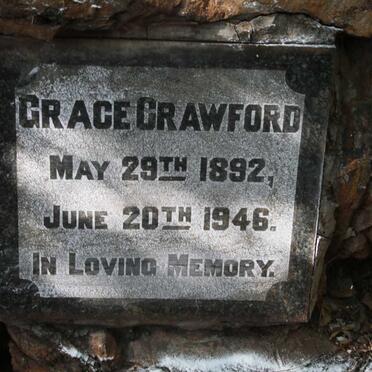 GRACE CRAWFORD
MAY 29TH 1892,
JUNE 20TH 1946.
IN LOVING MEMORY.